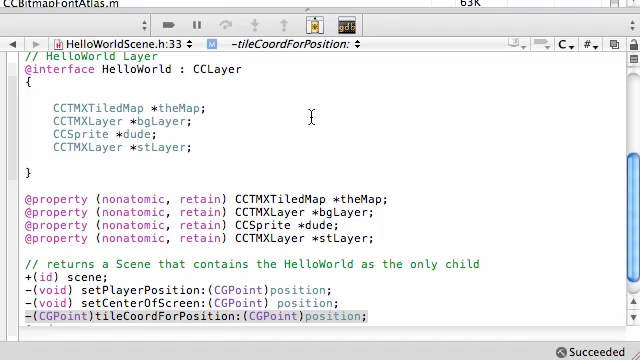 CCBitmapFontAtlas.m 63K
HelloWorldScene.h:33 M -tileCoordForPosition: C #
// HelloWorld Layer
@interface HelloWorld : CCLayer
{
CCTMXTiledMap *theMap;
CCTMXLayer *bgLayer;
CCSprite *dude;
CCTMXLayer *stLayer;
}
@property (nonatomic, retain) CCTMXTiledMap *theMap;
@property (nonatomic, retain) CCTMXLayer *bgLayer;
@property (nonatomic, retain) CCSprite *dude;
@property (nonatomic, retain) CCTMXLayer *stLayer;
// returns a Scene that contains the HelloWorld as the only child
+(id) scene;
-(void) setPlayerPosition:(CGPoint)position;
-(void) setCenterOfScreen:(CGPoint) position;
-(CGPoint)tileCoordForPosition:(CGPoint)position;
Succeeded